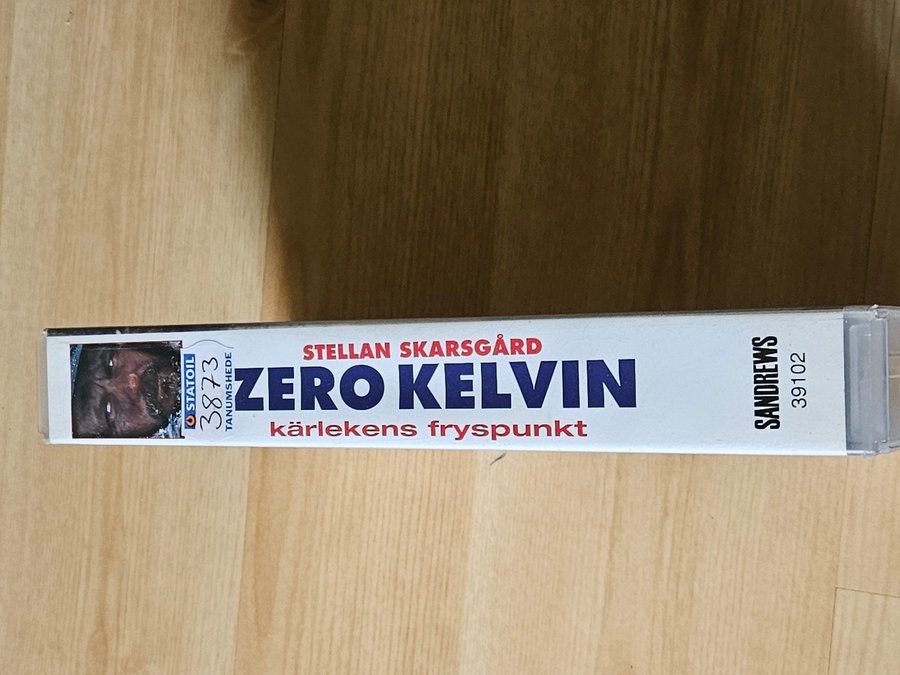 STATOIL
3873
TANUMSHEDE
STELLAN SKARSGÅRD
ZERO KELVIN
kärlekens fryspunkt
SANDREWS
39102